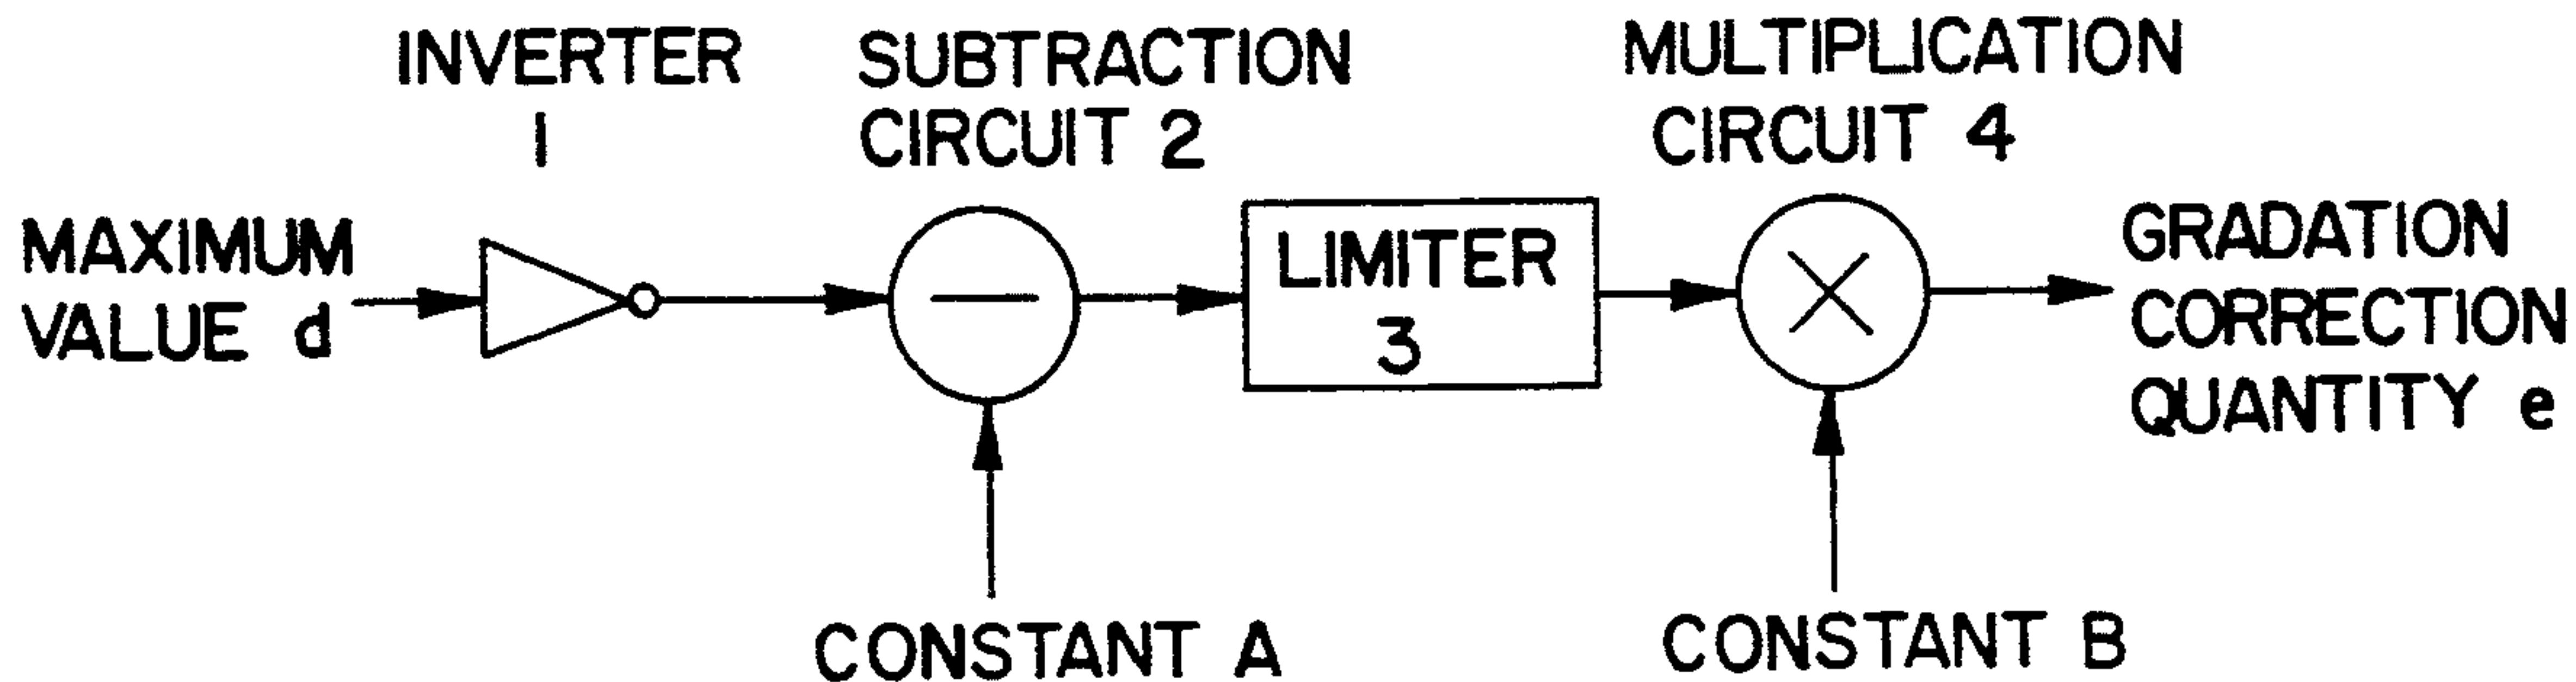 INVERTER
1
SUBTRACTION
CIRCUIT 2
MULTIPLICATION
CIRCUIT 4
MAXIMUM
VALUE d
LIMITER
3
GRADATION
CORRECTION
QUANTITY e
CONSTANT A
CONSTANT B